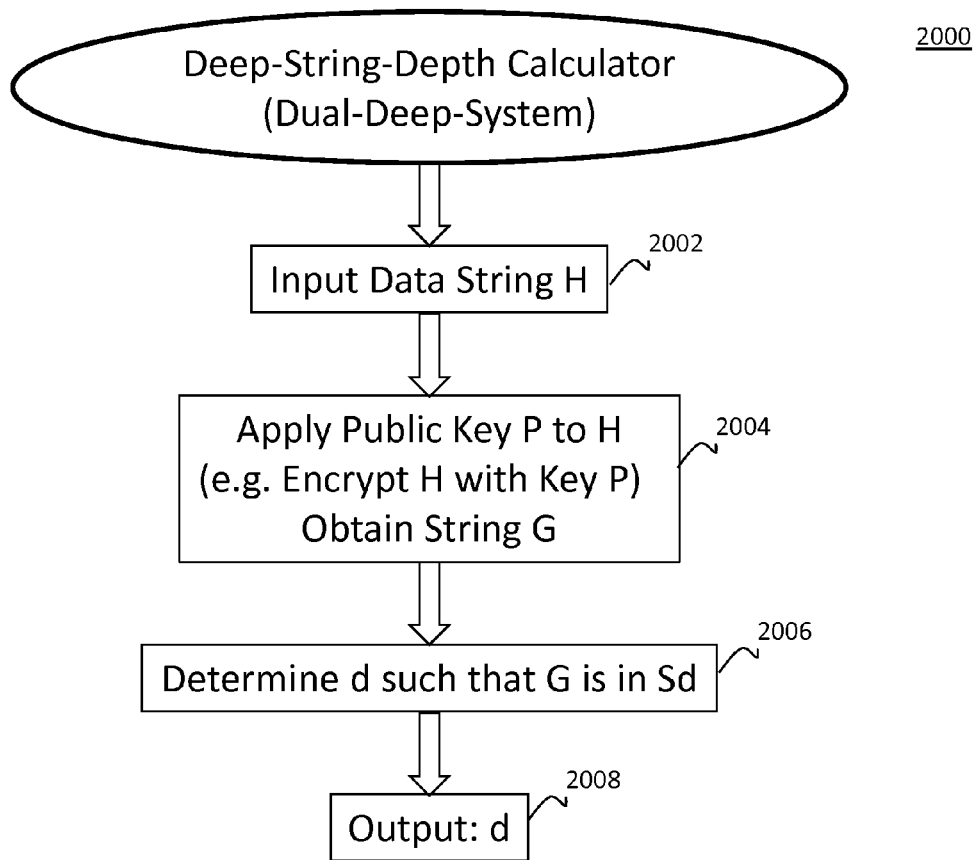 2000
Deep-String-Depth Calculator
(Dual-Deep-System)
2002
Input Data String H
Apply Public Key P to H
2004
(e.g. Encrypt H with Key P)
Obtain String G
2006
Determine d such that G is in Sd
2008
Output: d